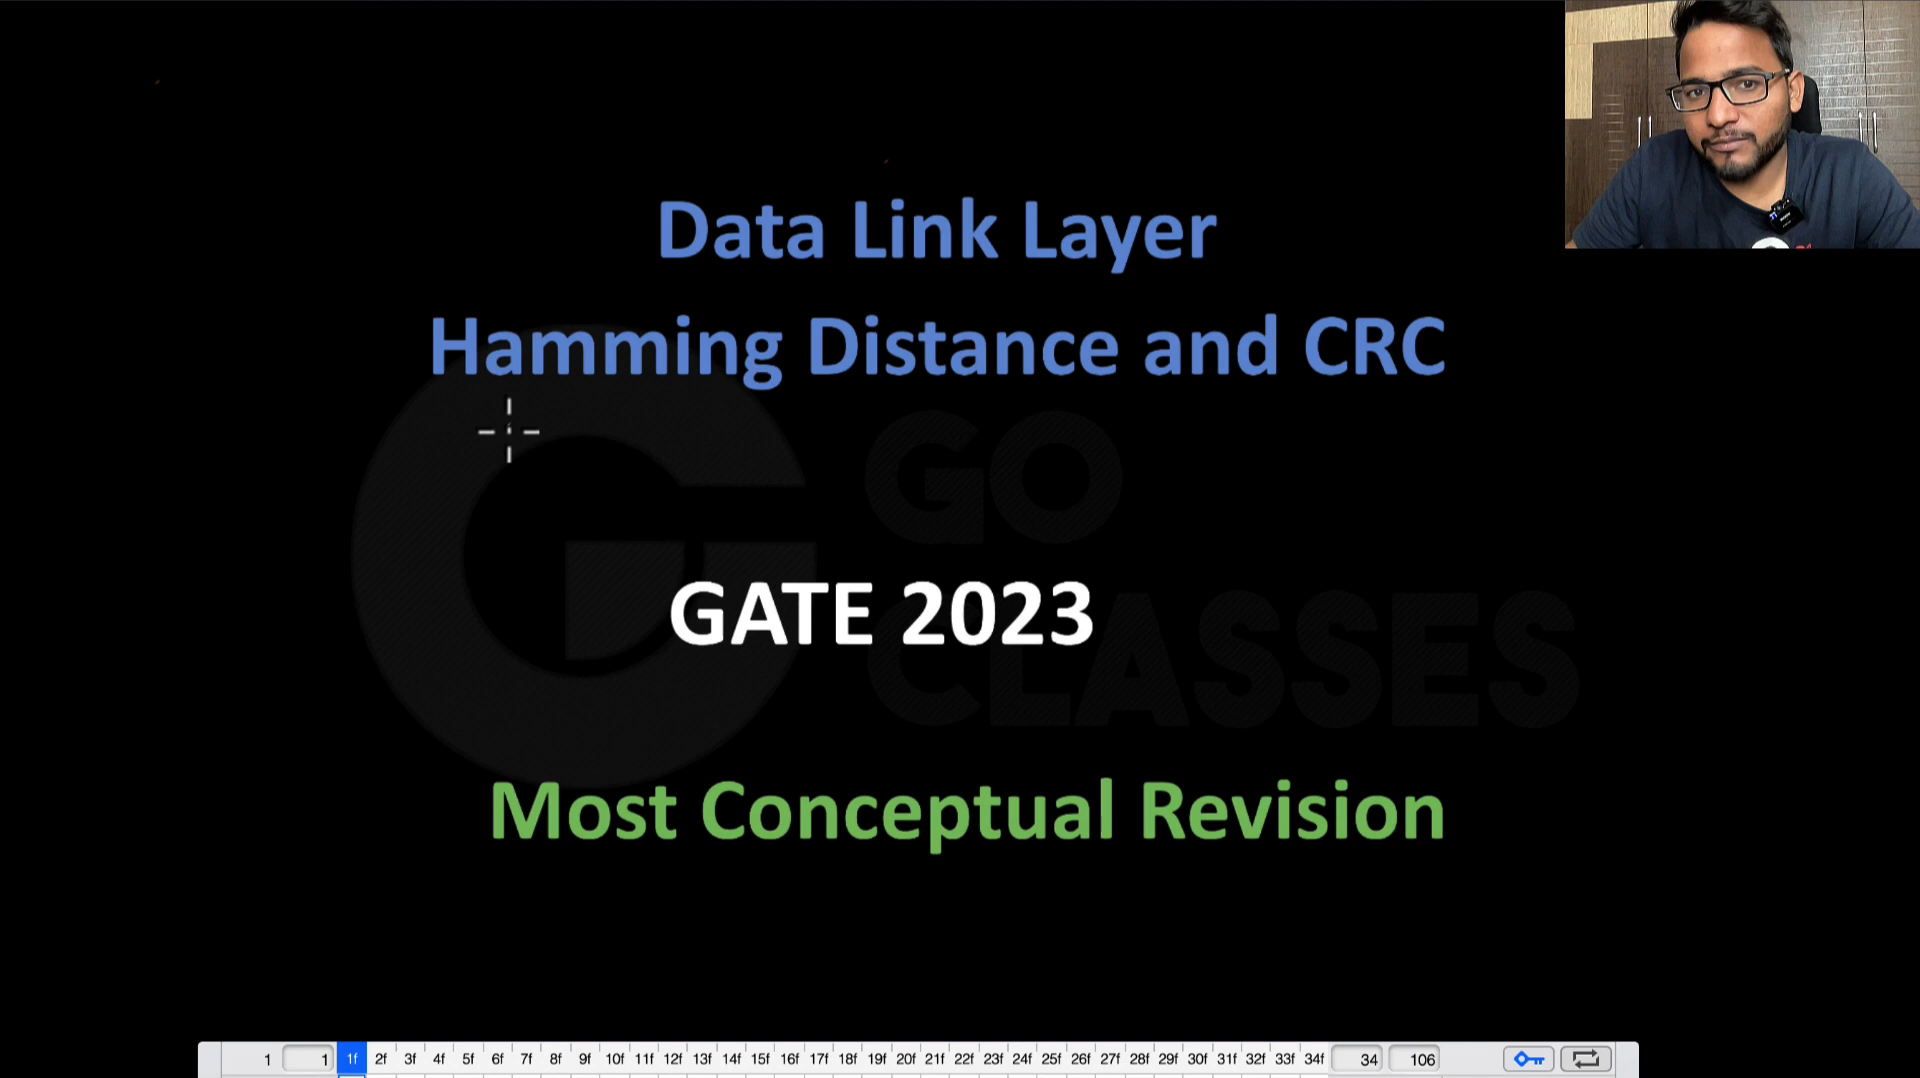 Data Link Layer
Hamming Distance and CRC
GO
CLASSES
GATE 2023
Most Conceptual Revision
1 1 1f 2f 3f 4f 5f 6f 7f 8f 9f 10f 11f 12f 13f 14f 15f 16f 17f 18f 19f 20f 21f 22f 23f 24f 25f 26f 27f 28f 29f 30f 31f 32f 33f 34f 34 106